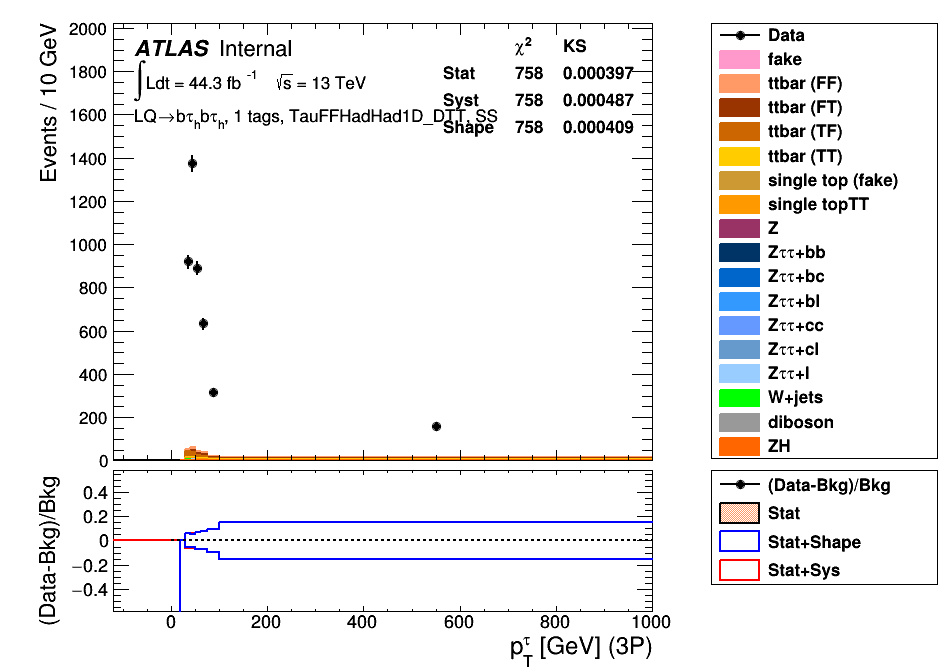 Events / 10 GeV
2000
1800
1600
1400
1200
1000
800
600
400
200
0
ATLAS Internal
∫Ldt = 44.3 fb⁻¹ √s = 13 TeV
LQ→bτₕbτₕ, 1 tags, TauFFHadHad1D_DTT, SS
χ² KS
Stat 758 0.000397
Syst 758 0.000487
Shape 758 0.000409
Data
fake
ttbar (FF)
ttbar (FT)
ttbar (TF)
ttbar (TT)
single top (fake)
single topTT
Z
Zττ+bb
Zττ+bc
Zττ+bl
Zττ+cc
Zττ+cl
Zττ+l
W+jets
diboson
ZH
(Data-Bkg)/Bkg
0.4
0.2
0
−0.2
−0.4
0 200 400 600 800 1000
p_T^τ [GeV] (3P)
(Data-Bkg)/Bkg
Stat
Stat+Shape
Stat+Sys